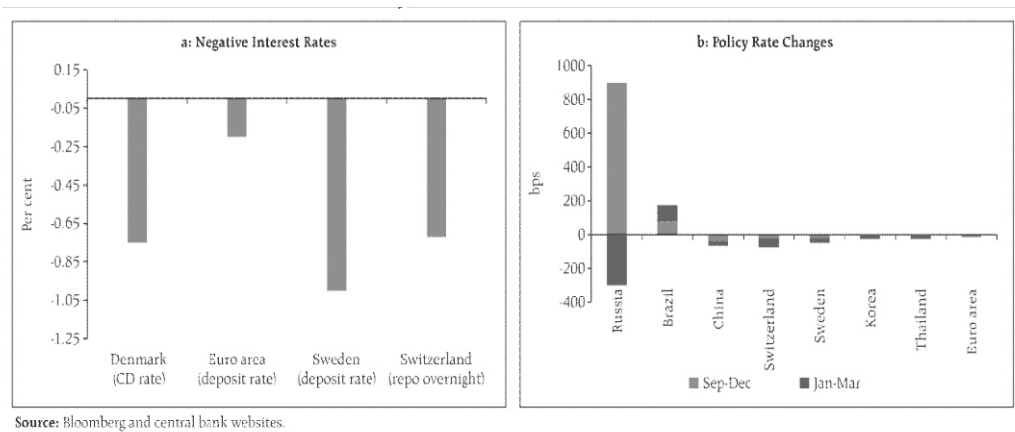 a: Negative Interest Rates
0.15
-0.05
-0.25
-0.45
-0.65
-0.85
-1.05
-1.25
Per cent
Denmark
(CD rate)
Euro area
(deposit rate)
Sweden
(deposit rate)
Switzerland
(repo overnight)
b: Policy Rate Changes
1000
800
600
400
200
0
-200
-400
bps
Russia
Brazil
China
Switzerland
Sweden
Korea
Thailand
Euro area
Sep-Dec
Jan-Mar
Source: Bloomberg and central bank websites.